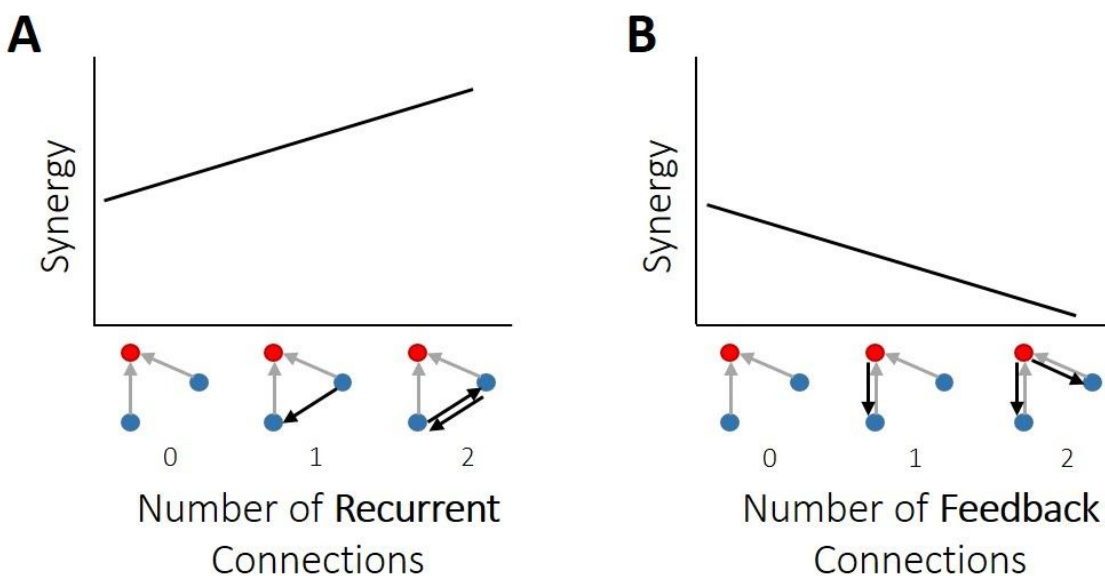 A
Synergy
0 1 2
Number of Recurrent
Connections
B
Synergy
0 1 2
Number of Feedback
Connections